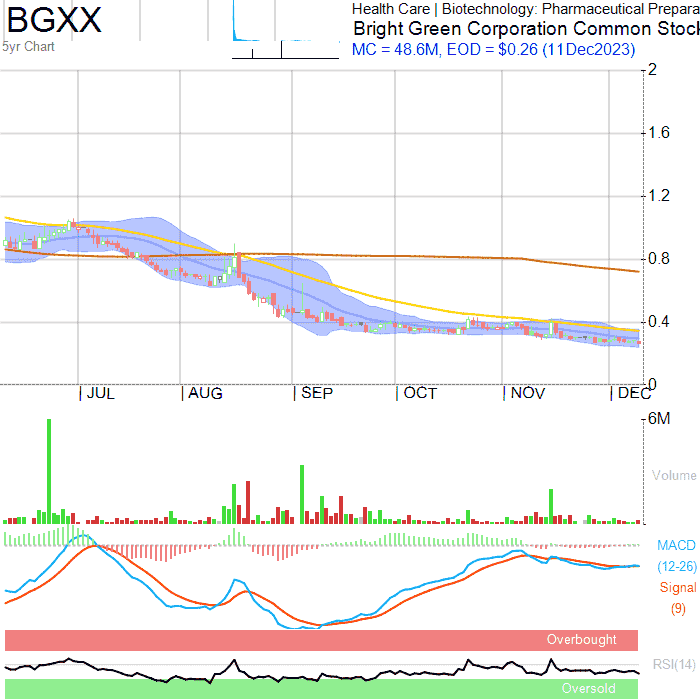 BGXX
5yr Chart
Health Care | Biotechnology: Pharmaceutical Prepara
Bright Green Corporation Common Stock
MC = 48.6M, EOD = $0.26 (11Dec2023)
2
1.6
1.2
0.8
0.4
0
JUL AUG SEP OCT NOV DEC
6M
Volume
MACD
(12-26)
Signal
(9)
Overbought
RSI(14)
Oversold